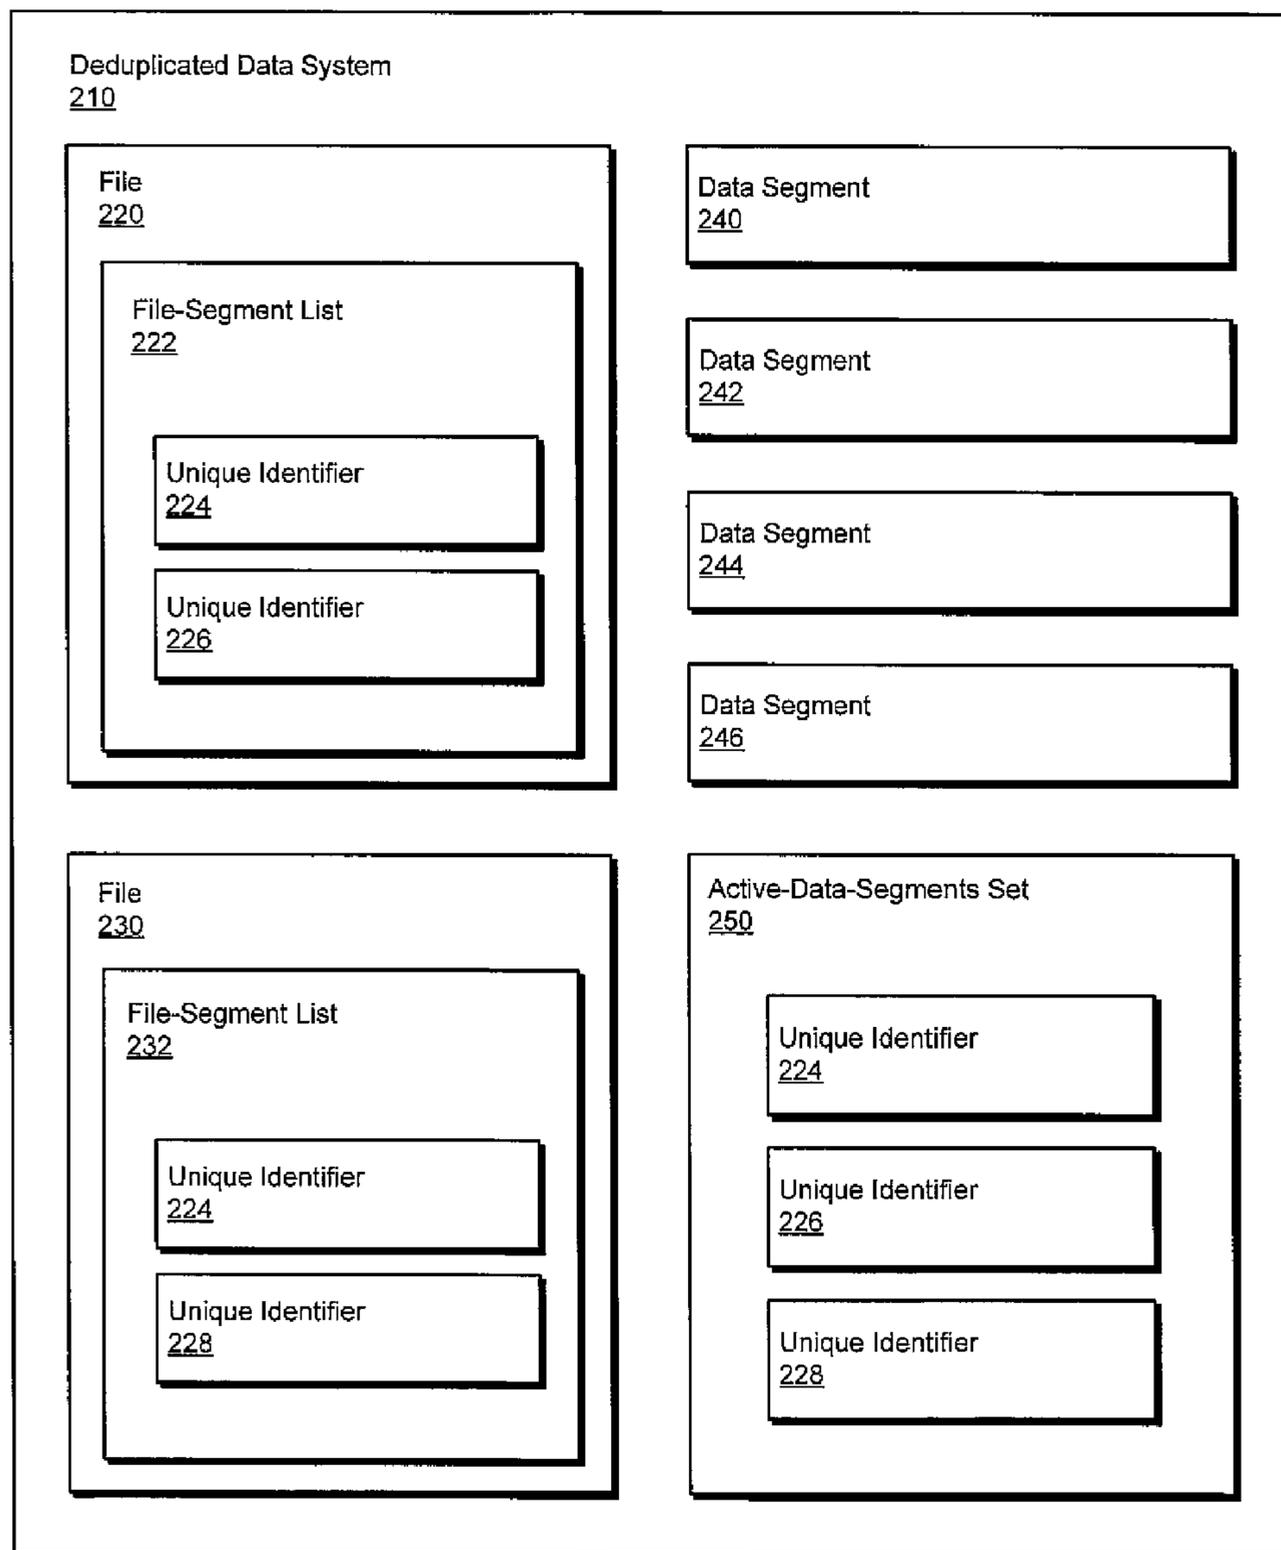 Deduplicated Data System
210
File
220
File-Segment List
222
Unique Identifier
224
Unique Identifier
226
Data Segment
240
Data Segment
242
Data Segment
244
Data Segment
246
File
230
File-Segment List
232
Unique Identifier
224
Unique Identifier
228
Active-Data-Segments Set
250
Unique Identifier
224
Unique Identifier
226
Unique Identifier
228